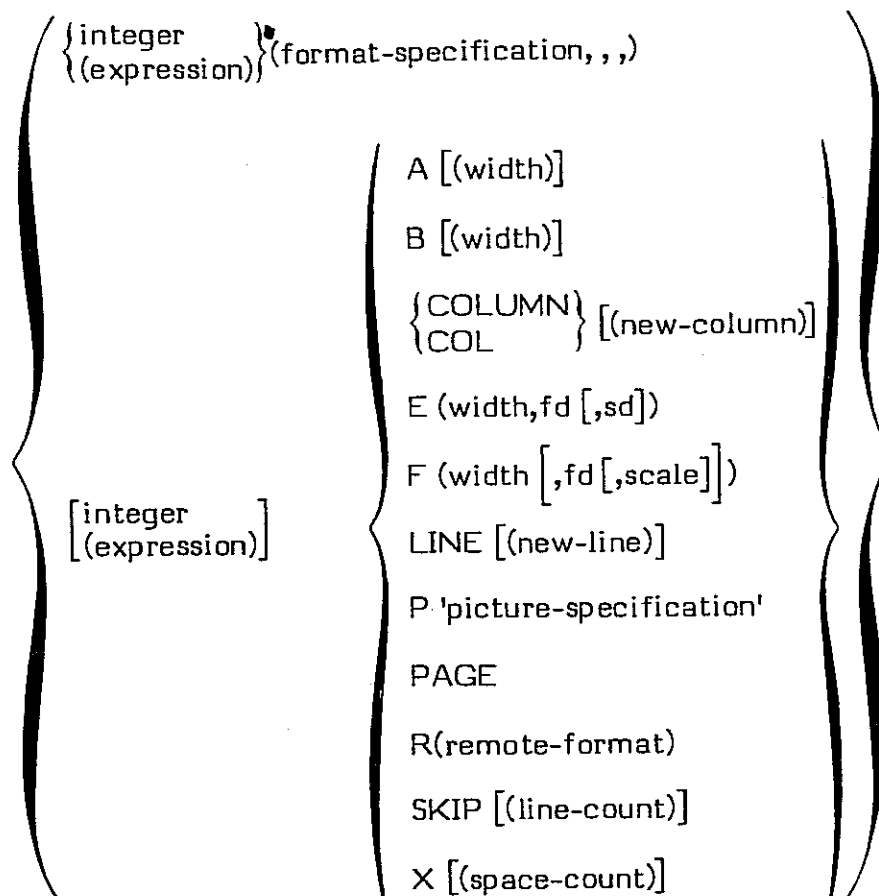 integer
(expression) (format-specification, , ,)
A [(width)]
B [(width)]
{COLUMN
COL} [(new-column)]
E (width,fd [,sd])
F (width [,fd [,scale]])
[integer
(expression)]
LINE [(new-line)]
P 'picture-specification'
PAGE
R(remote-format)
SKIP [(line-count)]
X [(space-count)]